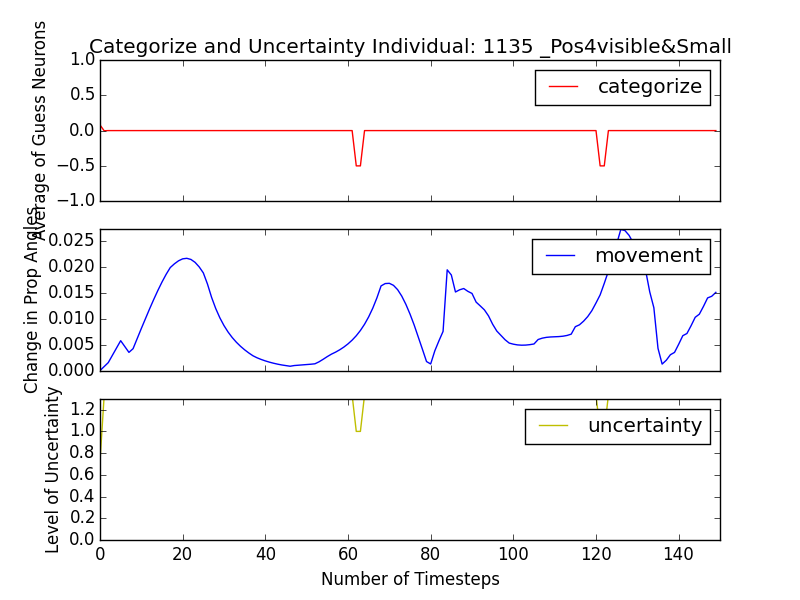 Categorize and Uncertainty Individual: 1135 _Pos4visible&Small
Average of Guess Neurons
1.0
0.5
0.0
−0.5
−1.0
categorize
Change in Prop Angles
0.025
0.020
0.015
0.010
0.005
0.000
movement
Level of Uncertainty
1.2
1.0
0.8
0.6
0.4
0.2
0.0
uncertainty
0 20 40 60 80 100 120 140
Number of Timesteps